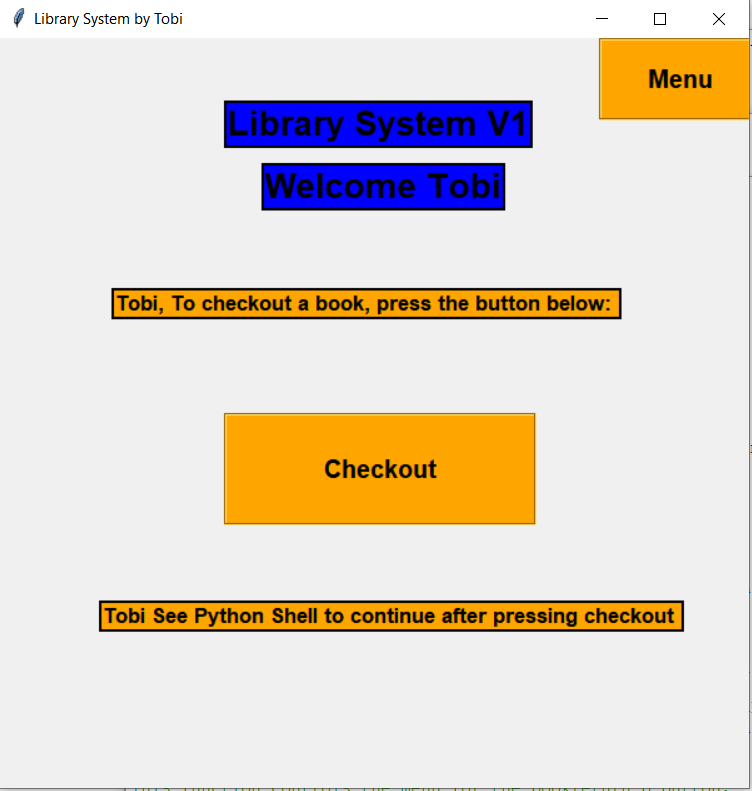 Library System by Tobi
Menu
Library System V1
Welcome Tobi
Tobi, To checkout a book, press the button below:
Checkout
Tobi See Python Shell to continue after pressing checkout